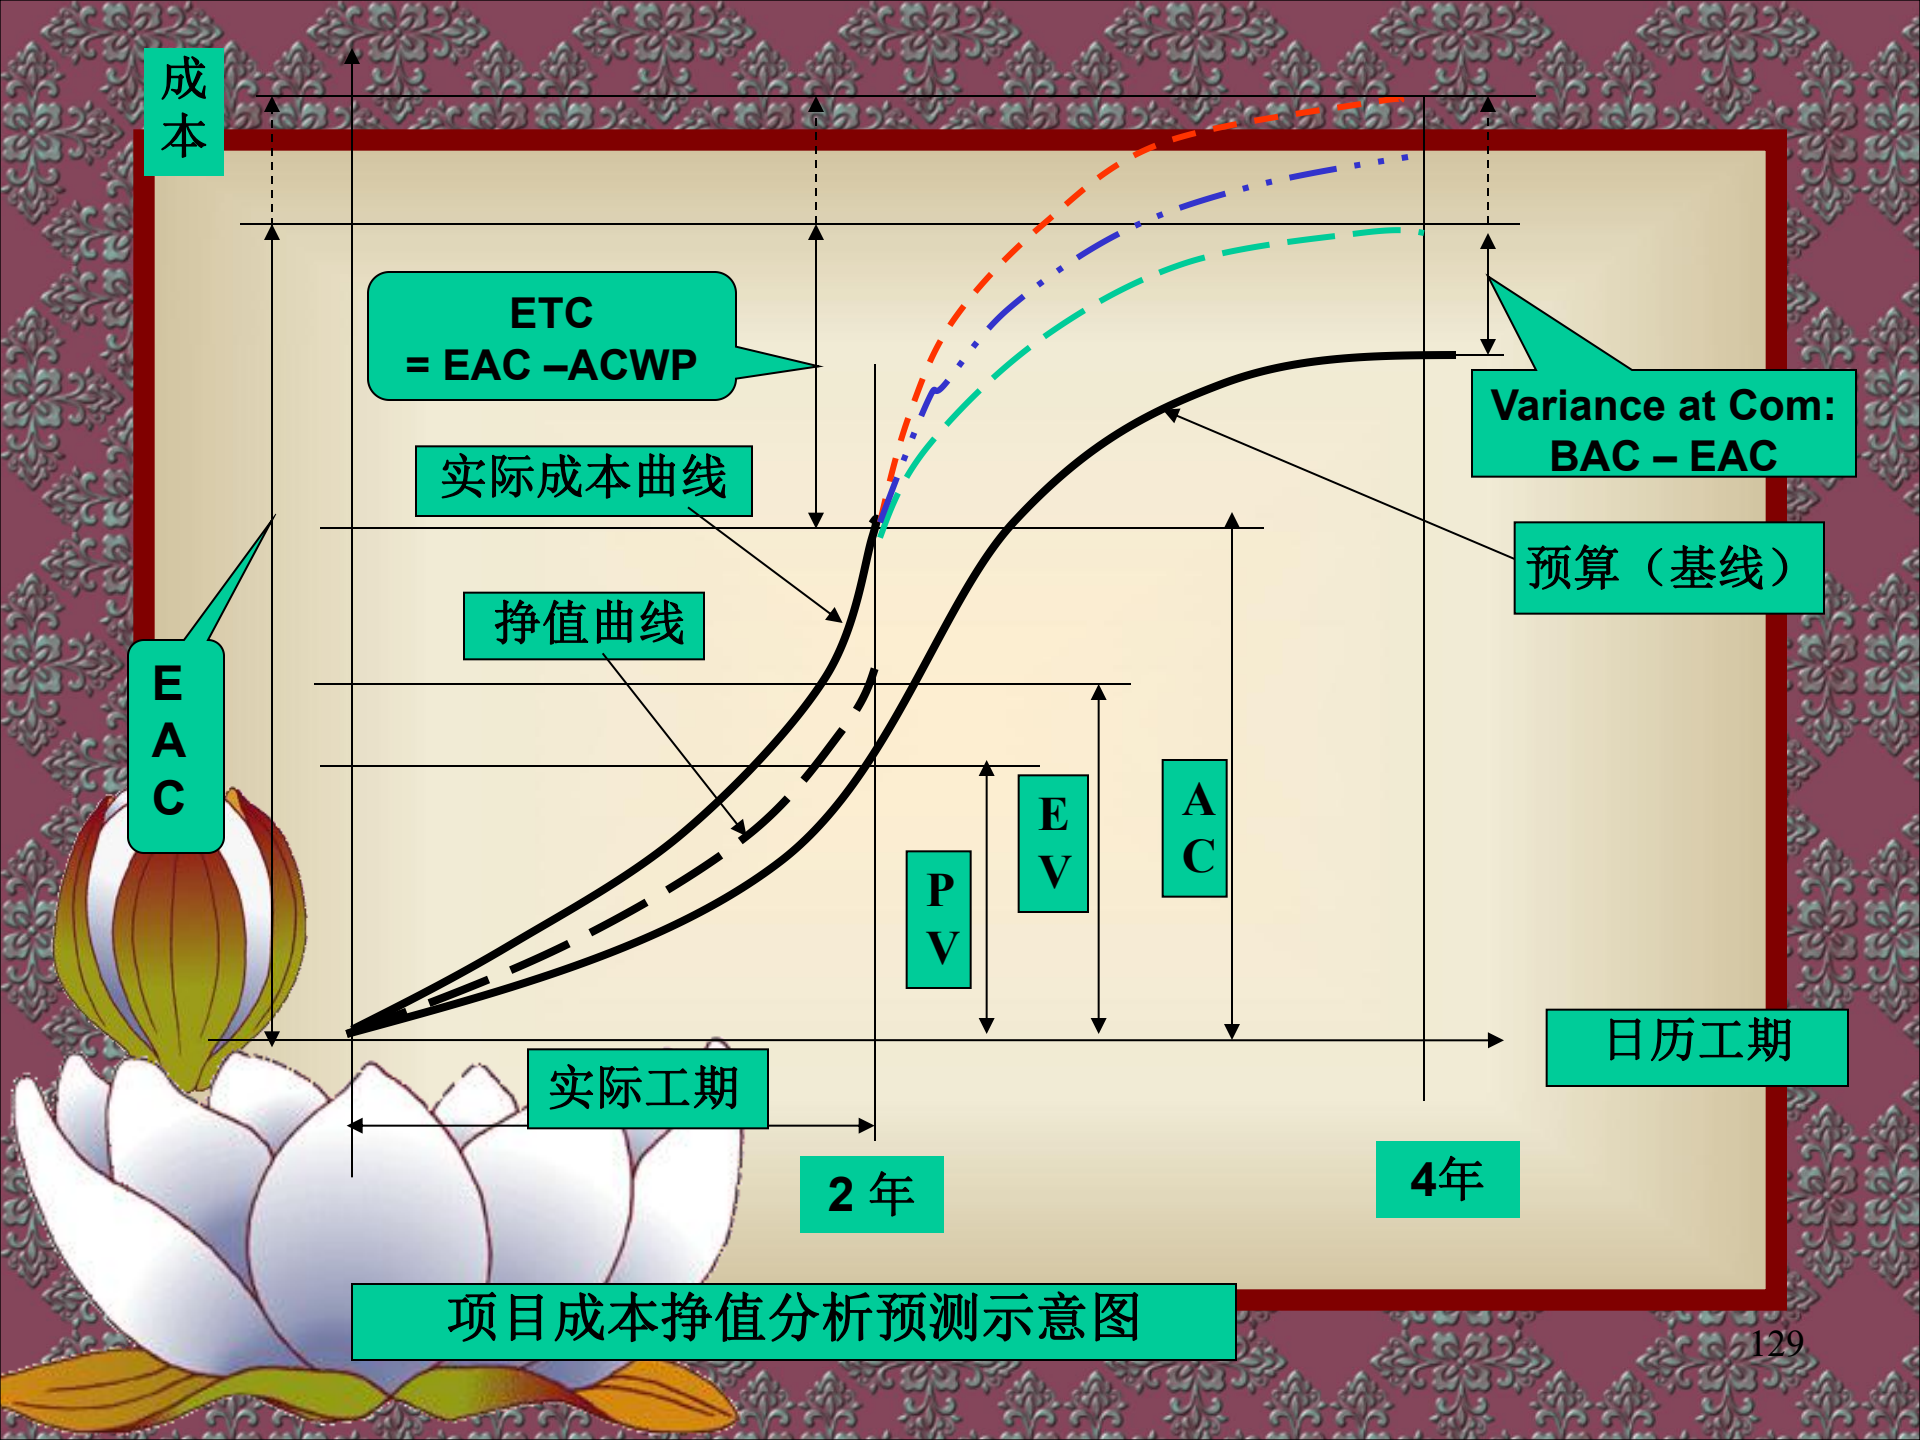 成
本
ETC
= EAC –ACWP
Variance at Com:
BAC – EAC
实际成本曲线
预算（基线）
挣值曲线
E
A
C
E
V
A
C
P
V
日历工期
实际工期
2 年
4年
项目成本挣值分析预测示意图
129